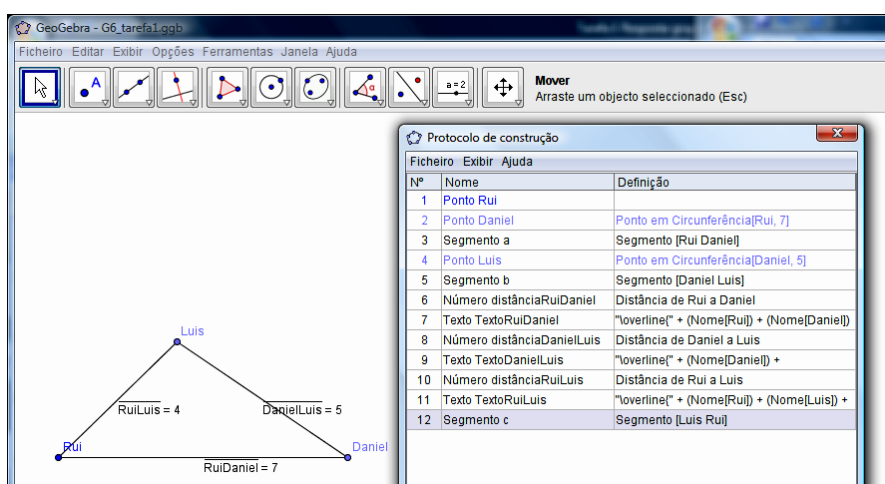 GeoGebra - G6_tarefa1.ggb
Ficheiro Editar Exibir Opções Ferramentas Janela Ajuda
A
α
a = 2
Mover
Arraste um objecto seleccionado (Esc)
Protocolo de construção
Ficheiro Exibir Ajuda
Nº Nome Definição
1 Ponto Rui
2 Ponto Daniel Ponto em Circunferência[Rui, 7]
3 Segmento a Segmento [Rui Daniel]
4 Ponto Luis Ponto em Circunferência[Daniel, 5]
5 Segmento b Segmento [Daniel Luis]
6 Número distânciaRuiDaniel Distância de Rui a Daniel
7 Texto TextoRuiDaniel "\overline{" + (Nome[Rui]) + (Nome[Daniel])
8 Número distânciaDanielLuis Distância de Daniel a Luis
9 Texto TextoDanielLuis "\overline{" + (Nome[Daniel]) +
10 Número distânciaRuiLuis Distância de Rui a Luis
11 Texto TextoRuiLuis "\overline{" + (Nome[Rui]) + (Nome[Luis]) +
12 Segmento c Segmento [Luis Rui]
Luis
RuiLuis = 4
DanielLuis = 5
Rui
Daniel
RuiDaniel = 7